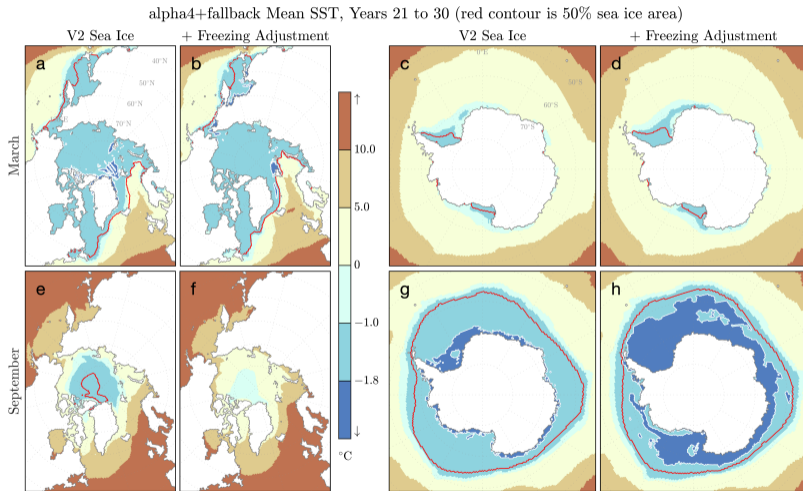 alpha4+fallback Mean SST, Years 21 to 30 (red contour is 50% sea ice area)
V2 Sea Ice + Freezing Adjustment V2 Sea Ice + Freezing Adjustment
March
a
40°N
50°N
60°N
70°N
E
b
c
0°E
50°S
60°S
70°S
d
↑
10.0
5.0
0
−1.0
−1.8
↓
°C
September
e
f
g
h